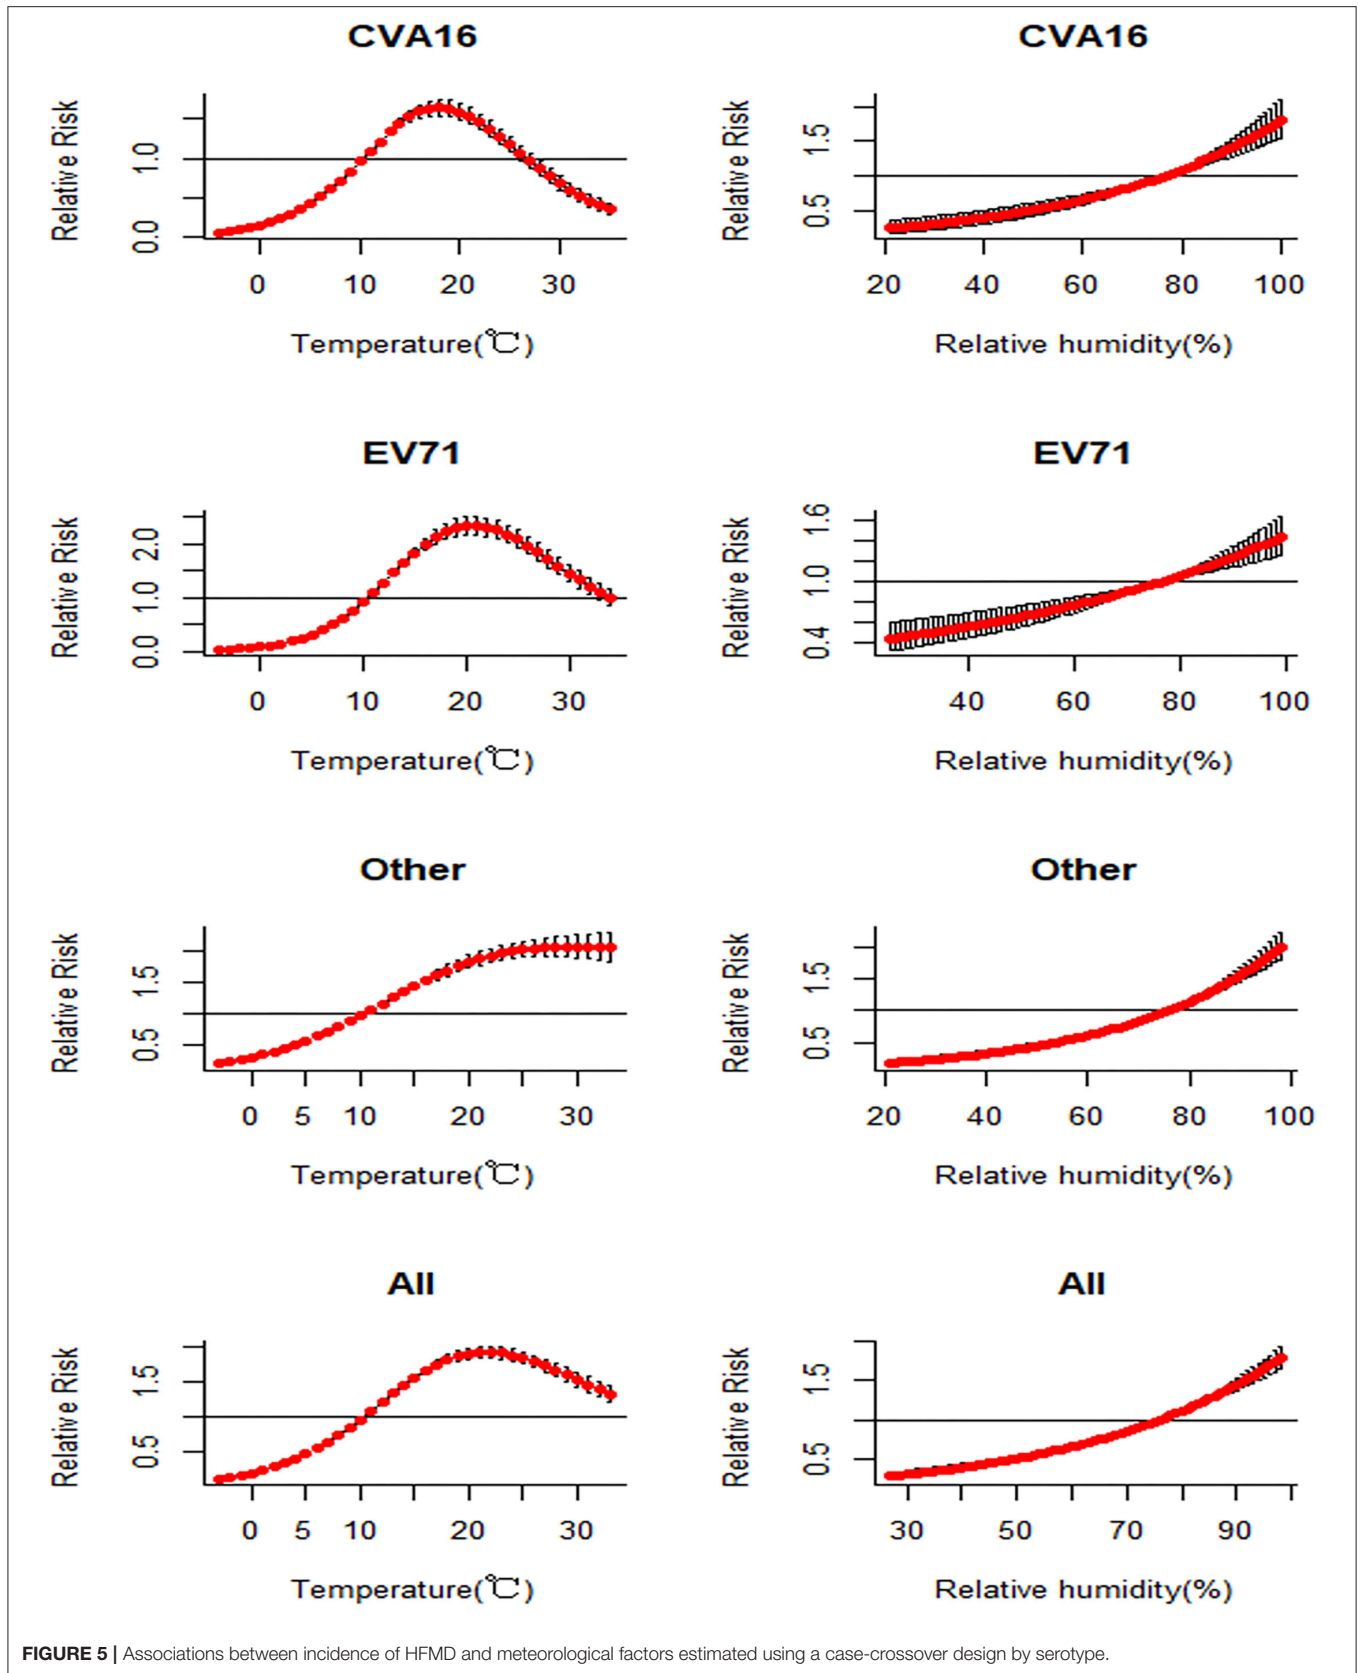 CVA16
CVA16
Relative Risk
0.0 1.0
0 10 20 30
Temperature(℃)
Relative Risk
0.5 1.5
20 40 60 80 100
Relative humidity(%)
EV71
EV71
Relative Risk
0.0 1.0 2.0
0 10 20 30
Temperature(℃)
Relative Risk
0.4 1.0 1.6
40 60 80 100
Relative humidity(%)
Other
Other
Relative Risk
0.5 1.5
0 5 10 20 30
Temperature(℃)
Relative Risk
0.5 1.5
20 40 60 80 100
Relative humidity(%)
All
All
Relative Risk
0.5 1.5
0 5 10 20 30
Temperature(℃)
Relative Risk
0.5 1.5
30 50 70 90
Relative humidity(%)
FIGURE 5 | Associations between incidence of HFMD and meteorological factors estimated using a case-crossover design by serotype.